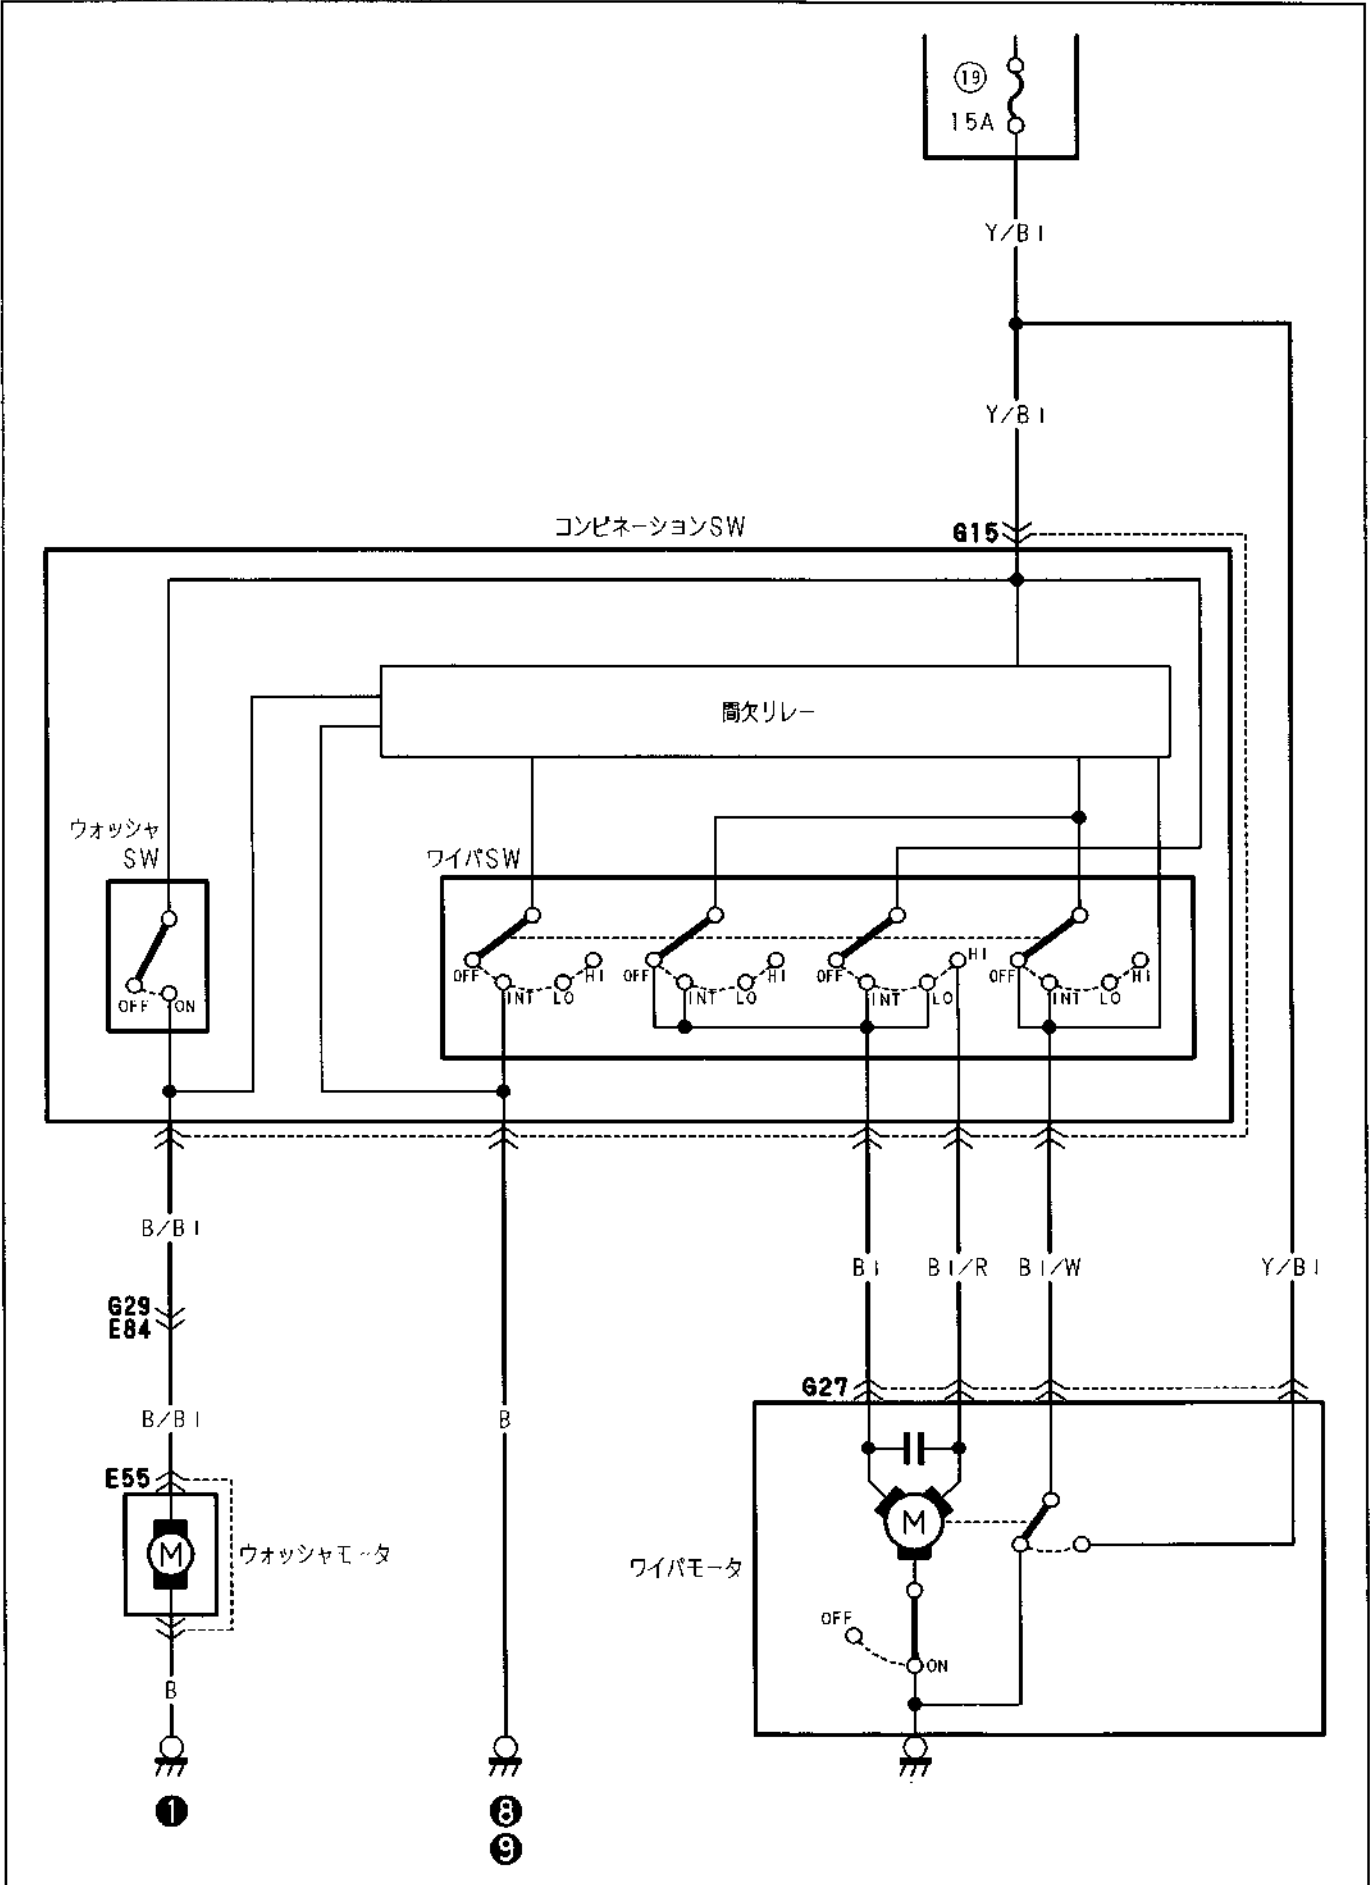 19
15A
Y/Bl
Y/Bl
コンビネーションSW
G15
間欠リレー
ウォッシャ
SW
ワイパSW
OFF
ON
OFF
INT
LO
HI
OFF
INT
LO
HI
OFF
INT
LO
HI
OFF
INT
LO
HI
B/Bl
Bl
Bl/R
Bl/W
Y/Bl
G29
E84
G27
B/Bl
B
E55
M
ウォッシャモータ
M
ワイパモータ
OFF
ON
B
1
8
9